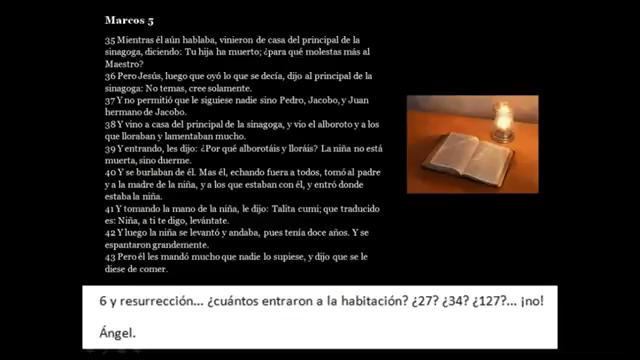 Marcos 5
35 Mientras él aún hablaba, vinieron de casa del principal de la
sinagoga, diciendo: Tu hija ha muerto; ¿para qué molestas más al
Maestro?
36 Pero Jesús, luego que oyó lo que se decía, dijo al principal de la
sinagoga: No temas, cree solamente.
37 Y no permitió que le siguiese nadie sino Pedro, Jacobo, y Juan
hermano de Jacobo.
38 Y vino a casa del principal de la sinagoga, y vio el alboroto y a los
que lloraban y lamentaban mucho.
39 Y entrando, les dijo: ¿Por qué alborotáis y lloráis? La niña no está
muerta, sino duerme.
40 Y se burlaban de él. Mas él, echando fuera a todos, tomó al padre
y a la madre de la niña, y a los que estaban con él, y entró donde
estaba la niña.
41 Y tomando la mano de la niña, le dijo: Talita cumi; que traducido
es: Niña, a ti te digo, levántate.
42 Y luego la niña se levantó y andaba, pues tenía doce años. Y se
espantaron grandemente.
43 Pero él les mandó mucho que nadie lo supiese, y dijo que se le
diese de comer.
6 y resurrección... ¿cuántos entraron a la habitación? ¿27? ¿34? ¿127?... ¡no!
Ángel.